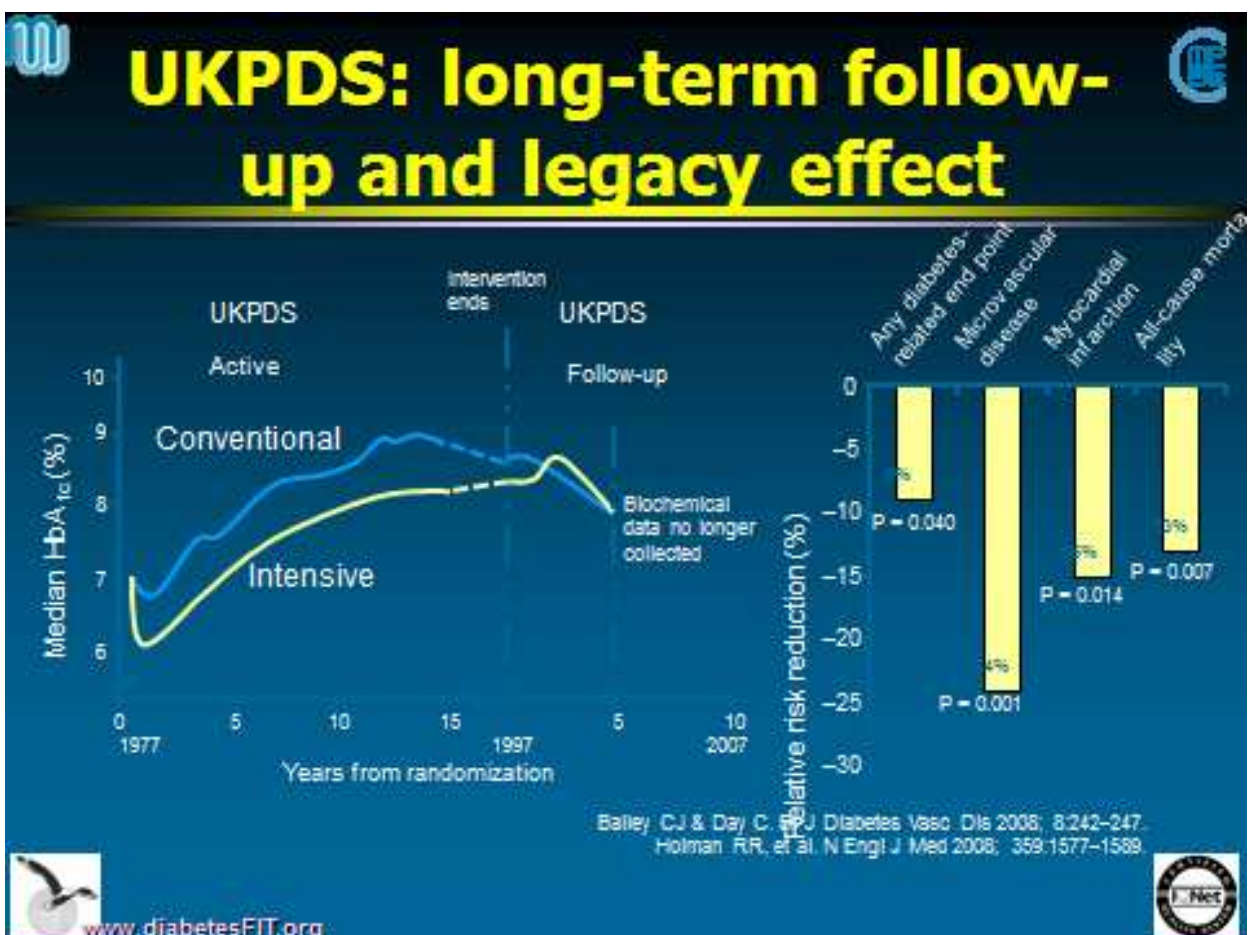 UKPDS: long-term follow-
up and legacy effect
UKPDS
Active
Intervention
ends
UKPDS
Follow-up
Conventional
Intensive
Biochemical
data no longer
collected
Median HbA1c (%)
10
9
8
7
6
0
5
10
15
5
10
1977
1997
2007
Years from randomization
Any diabetes-
related end point
Microvascular
disease
Myocardial
infarction
All-cause morta
lity
Relative risk reduction (%)
0
–5
–10
–15
–20
–25
–30
%
P = 0.040
4%
P = 0.001
5%
P = 0.014
3%
P = 0.007
Bailey CJ & Day C. J Diabetes Vasc Dis 2008; 8:242–247.
Holman RR, et al. N Engl J Med 2008; 359:1577–1589.
www.diabetesFIT.org